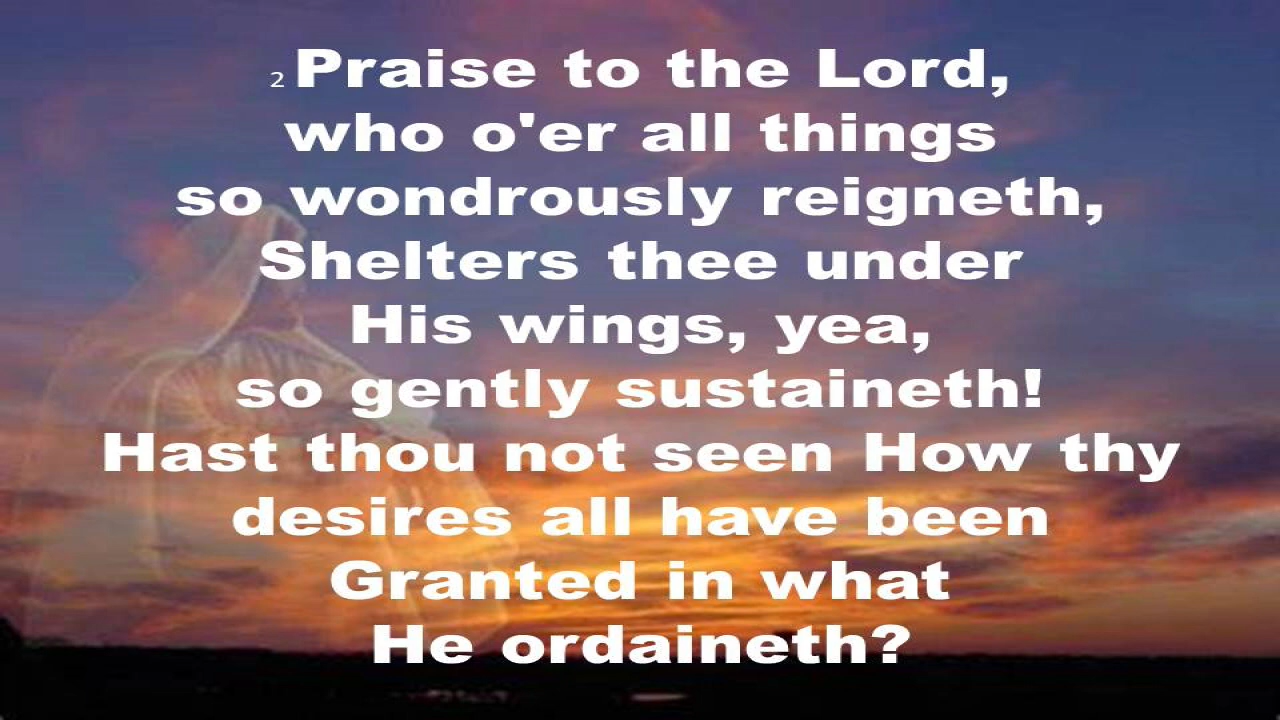 2 Praise to the Lord,
who o'er all things
so wondrously reigneth,
Shelters thee under
His wings, yea,
so gently sustaineth!
Hast thou not seen How thy
desires all have been
Granted in what
He ordaineth?